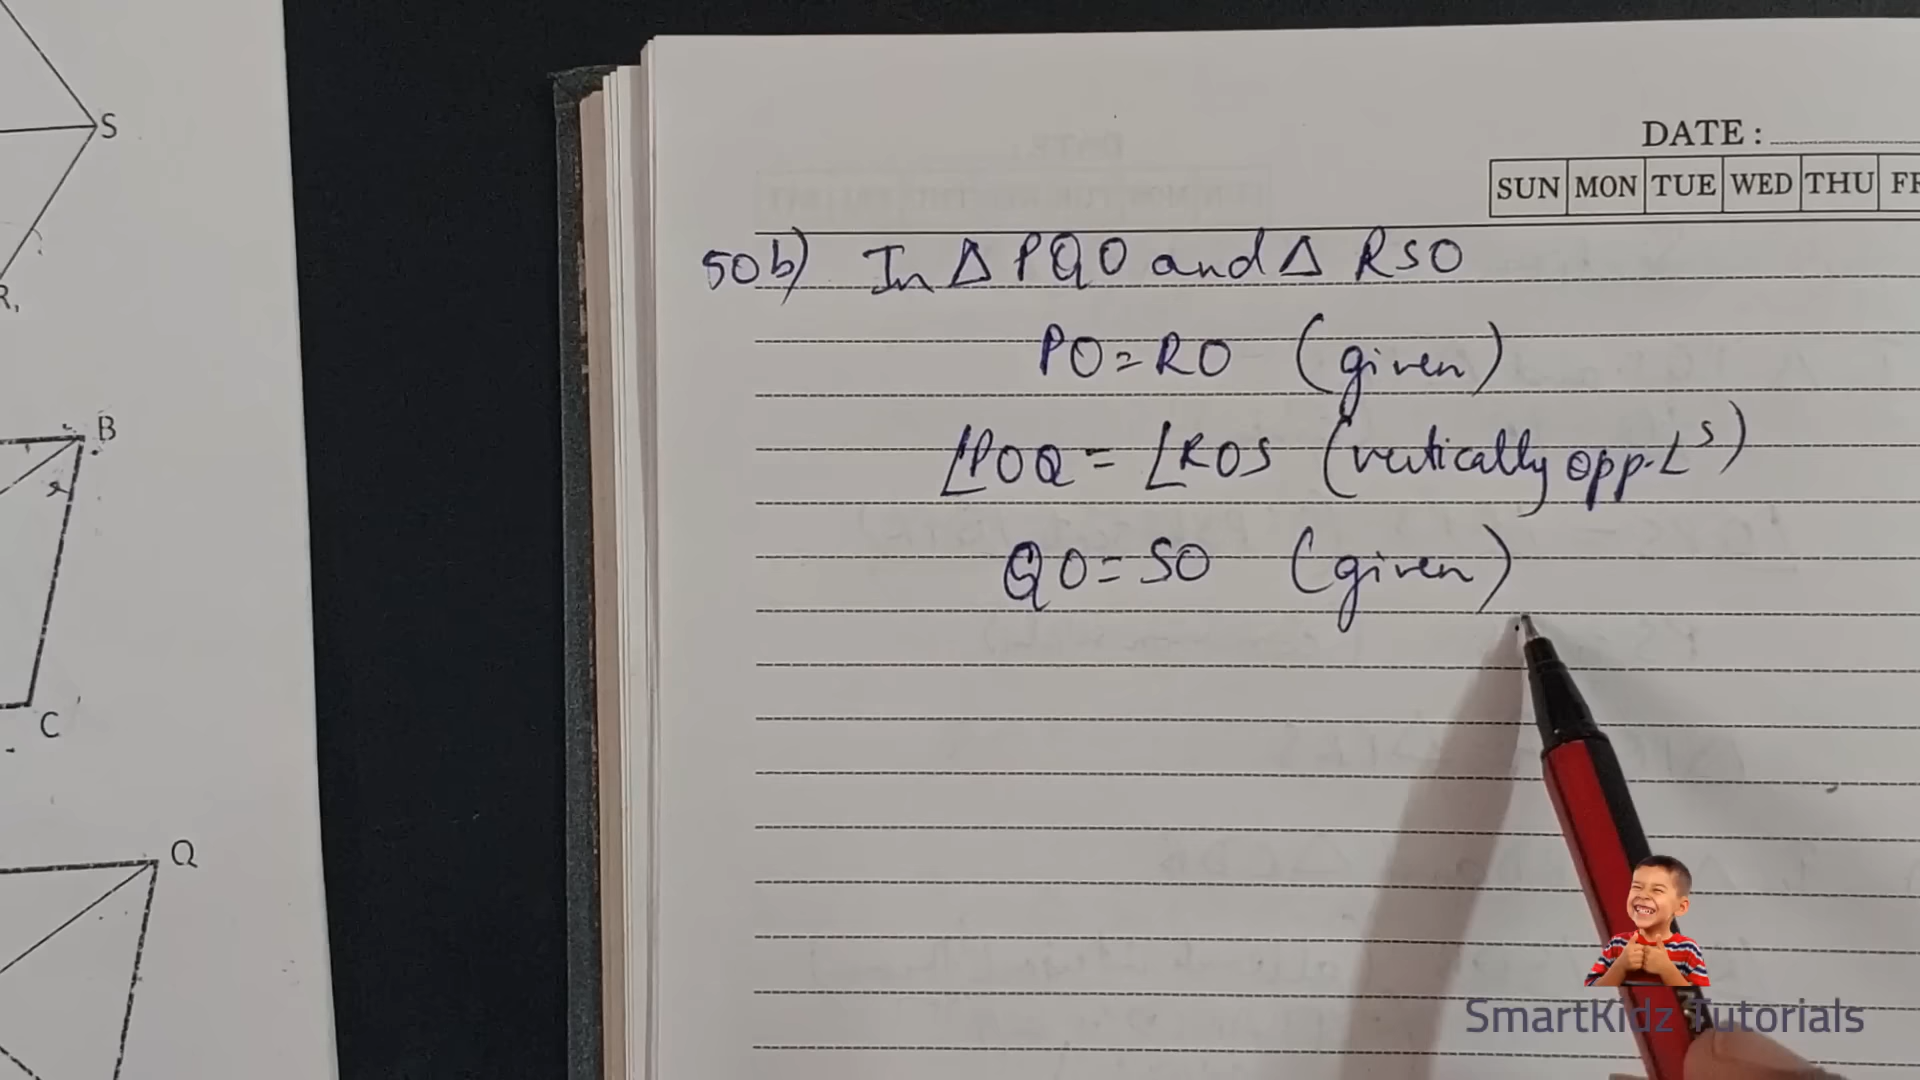 S
R,
B
C
Q
DATE :
SUN MON TUE WED THU FR
50b) In Δ PQO and Δ RSO
PO = RO (given)
∠POQ = ∠ROS (vertically opp. ∠s)
QO = SO (given)
SmartKidz Tutorials